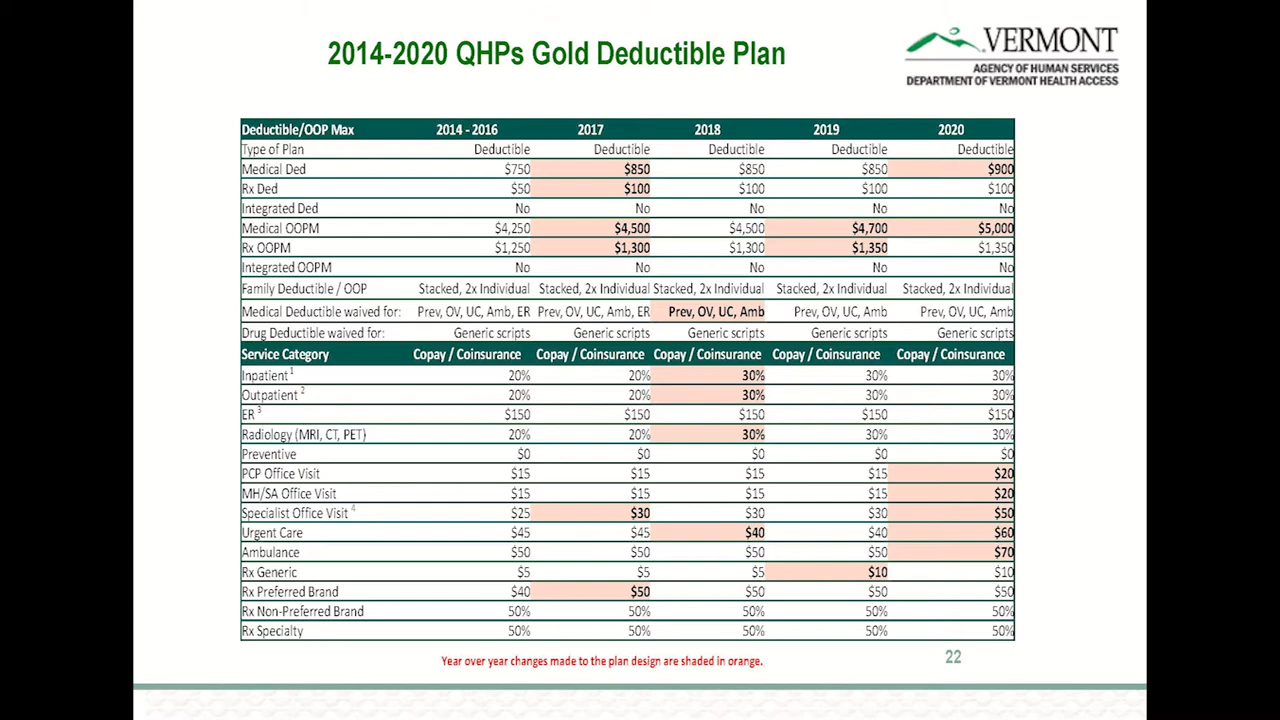 2014-2020 QHPs Gold Deductible Plan
VERMONT
AGENCY OF HUMAN SERVICES
DEPARTMENT OF VERMONT HEALTH ACCESS
Deductible/OOP Max 2014 - 2016 2017 2018 2019 2020
Type of Plan Deductible Deductible Deductible Deductible Deductible
Medical Ded $750 $850 $850 $850 $900
Rx Ded $50 $100 $100 $100 $100
Integrated Ded No No No No No
Medical OOPM $4,250 $4,500 $4,500 $4,700 $5,000
Rx OOPM $1,250 $1,300 $1,300 $1,350 $1,350
Integrated OOPM No No No No No
Family Deductible / OOP Stacked, 2x Individual Stacked, 2x Individual Stacked, 2x Individual Stacked, 2x Individual Stacked, 2x Individual
Medical Deductible waived for: Prev, OV, UC, Amb, ER Prev, OV, UC, Amb, ER Prev, OV, UC, Amb Prev, OV, UC, Amb Prev, OV, UC, Amb
Drug Deductible waived for: Generic scripts Generic scripts Generic scripts Generic scripts Generic scripts
Service Category Copay / Coinsurance Copay / Coinsurance Copay / Coinsurance Copay / Coinsurance Copay / Coinsurance
Inpatient 1 20% 20% 30% 30% 30%
Outpatient 2 20% 20% 30% 30% 30%
ER 3 $150 $150 $150 $150 $150
Radiology (MRI, CT, PET) 20% 20% 30% 30% 30%
Preventive $0 $0 $0 $0 $0
PCP Office Visit $15 $15 $15 $15 $20
MH/SA Office Visit $15 $15 $15 $15 $20
Specialist Office Visit 4 $25 $30 $30 $30 $50
Urgent Care $45 $45 $40 $40 $60
Ambulance $50 $50 $50 $50 $70
Rx Generic $5 $5 $5 $10 $10
Rx Preferred Brand $40 $50 $50 $50 $50
Rx Non-Preferred Brand 50% 50% 50% 50% 50%
Rx Specialty 50% 50% 50% 50% 50%
Year over year changes made to the plan design are shaded in orange.
22